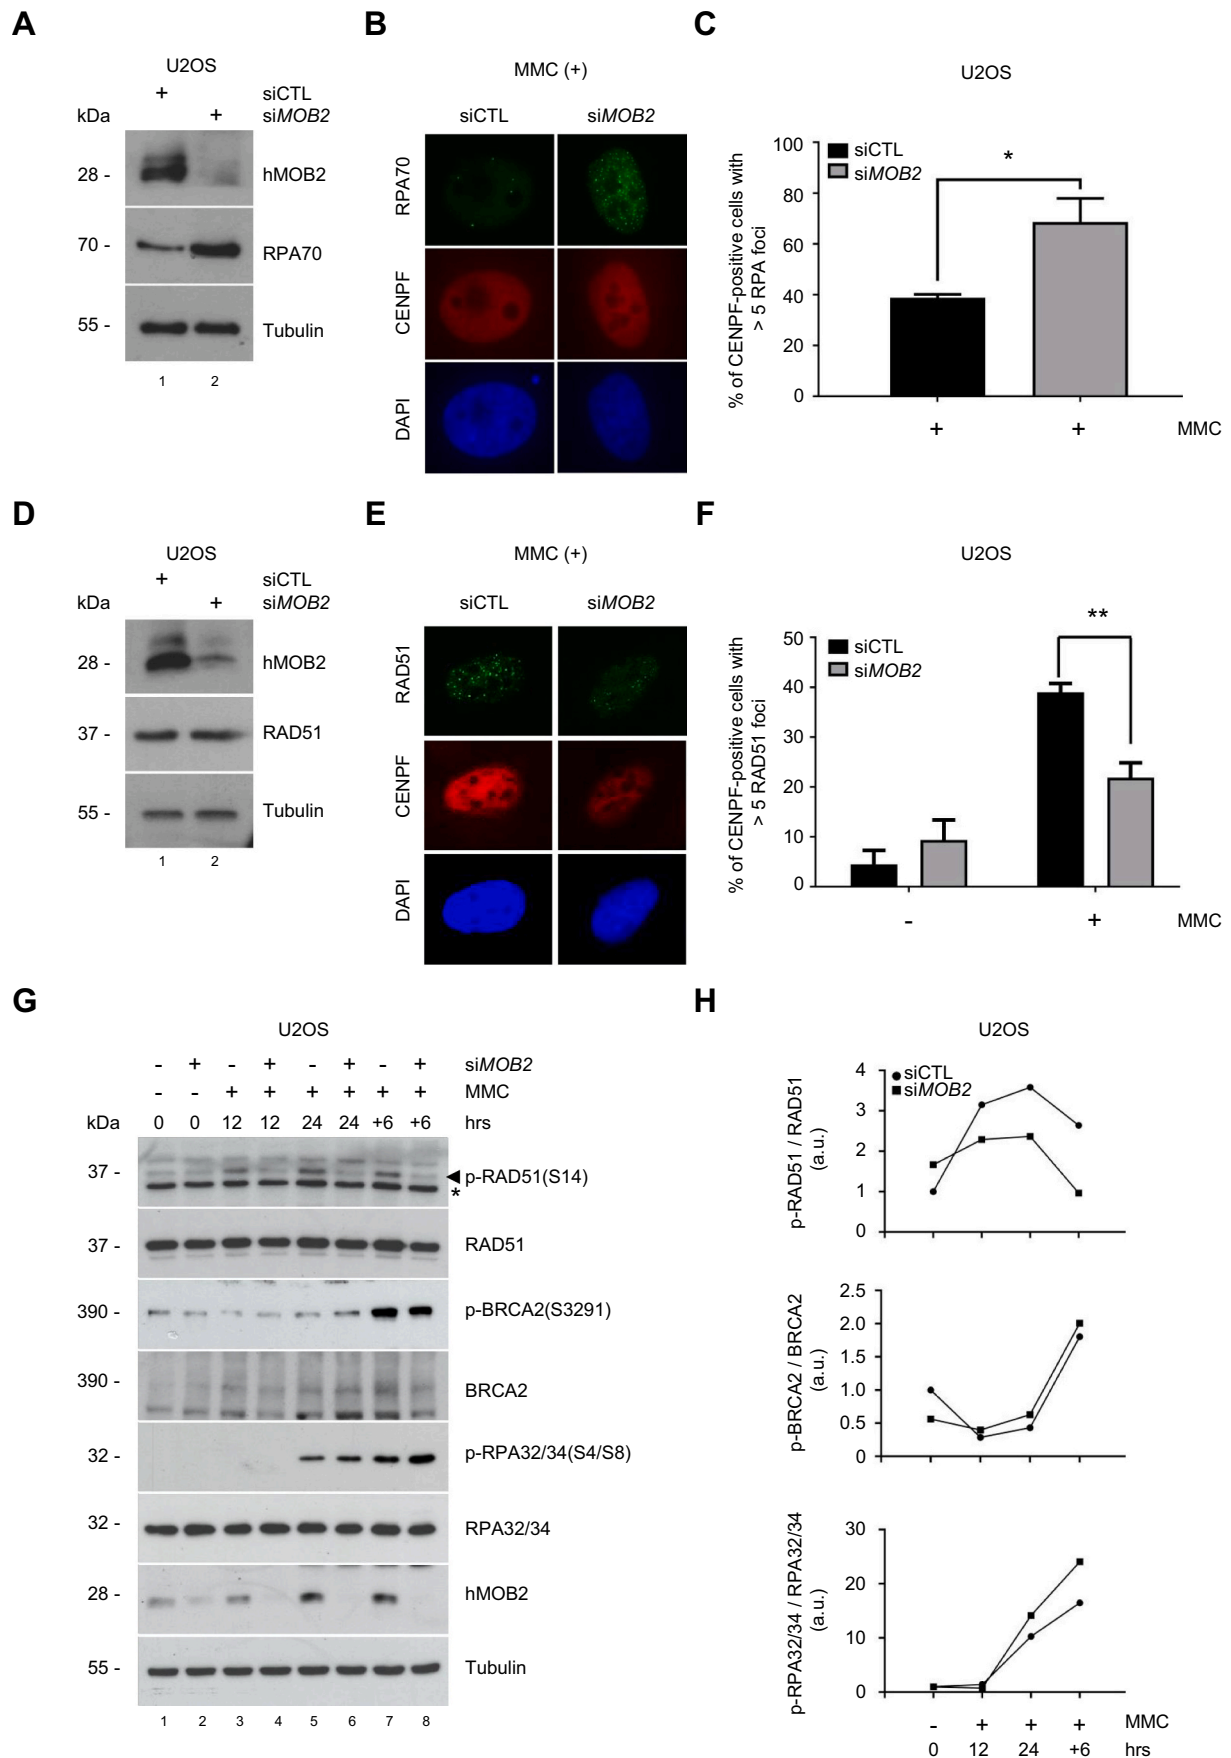 A
U2OS
+ siCTL
kDa + siMOB2
28 - hMOB2
70 - RPA70
55 - Tubulin
1 2
B
MMC (+)
siCTL siMOB2
RPA70
CENPF
DAPI
C
U2OS
siCTL
siMOB2
*
% of CENPF-positive cells with
> 5 RPA foci
100
80
60
40
20
0
+ + MMC
D
U2OS
+ siCTL
kDa + siMOB2
28 - hMOB2
37 - RAD51
55 - Tubulin
1 2
E
MMC (+)
siCTL siMOB2
RAD51
CENPF
DAPI
F
U2OS
siCTL
siMOB2
**
% of CENPF-positive cells with
> 5 RAD51 foci
50
40
30
20
10
0
- + MMC
G
U2OS
- + - + - + - + siMOB2
- - + + + + + + MMC
kDa 0 0 12 12 24 24 +6 +6 hrs
37 - p-RAD51(S14)
*
37 - RAD51
390 - p-BRCA2(S3291)
390 - BRCA2
32 - p-RPA32/34(S4/S8)
32 - RPA32/34
28 - hMOB2
55 - Tubulin
1 2 3 4 5 6 7 8
H
U2OS
siCTL
siMOB2
p-RAD51 / RAD51
(a.u.)
4
3
2
1
0
p-BRCA2 / BRCA2
(a.u.)
2.5
2.0
1.5
1.0
0.5
0
p-RPA32/34 / RPA32/34
(a.u.)
30
20
10
0
- + + + MMC
0 12 24 +6 hrs